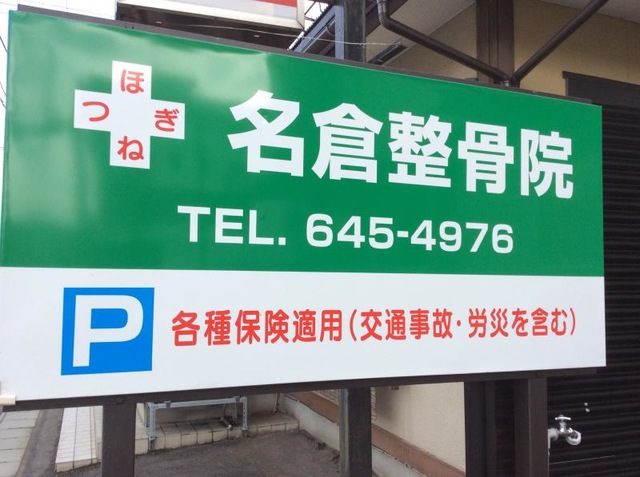 ほねつぎ
名倉整骨院
TEL. 645-4976
P 各種保険適用(交通事故・労災を含む)